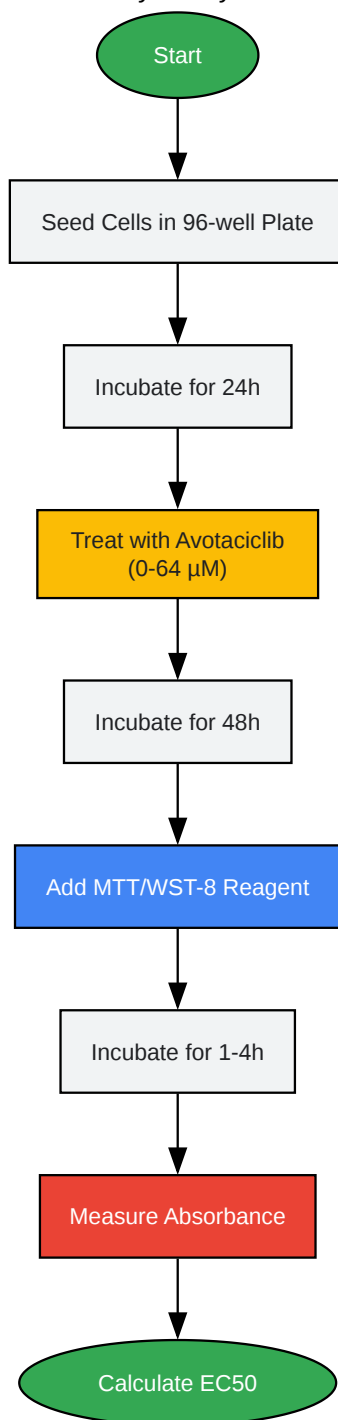 Start
Seed Cells in 96-well Plate
Incubate for 24h
Treat with Avotaciclib
(0-64 µM)
Incubate for 48h
Add MTT/WST-8 Reagent
Incubate for 1-4h
Measure Absorbance
Calculate EC50